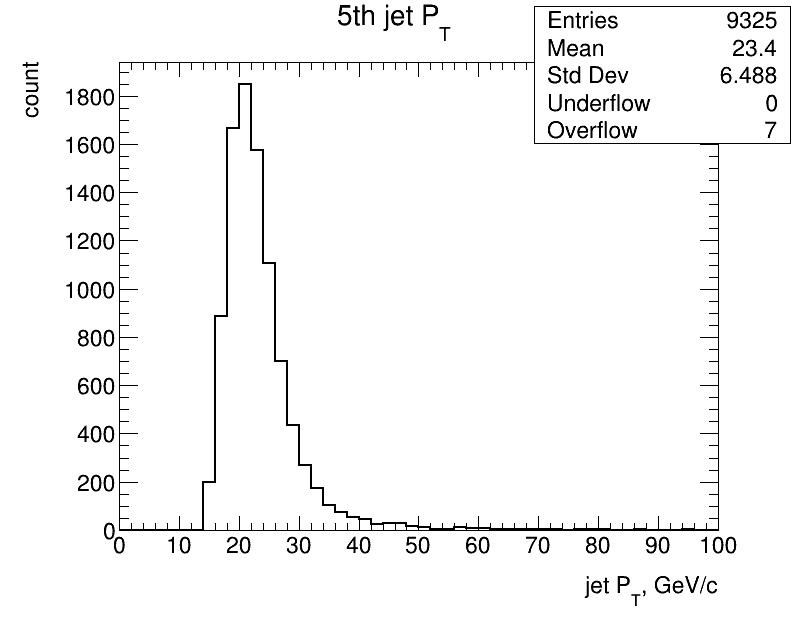 5th jet P_T
Entries 9325
Mean 23.4
Std Dev 6.488
Underflow 0
Overflow 7
count
1800
1600
1400
1200
1000
800
600
400
200
0
0 10 20 30 40 50 60 70 80 90 100
jet P_T, GeV/c